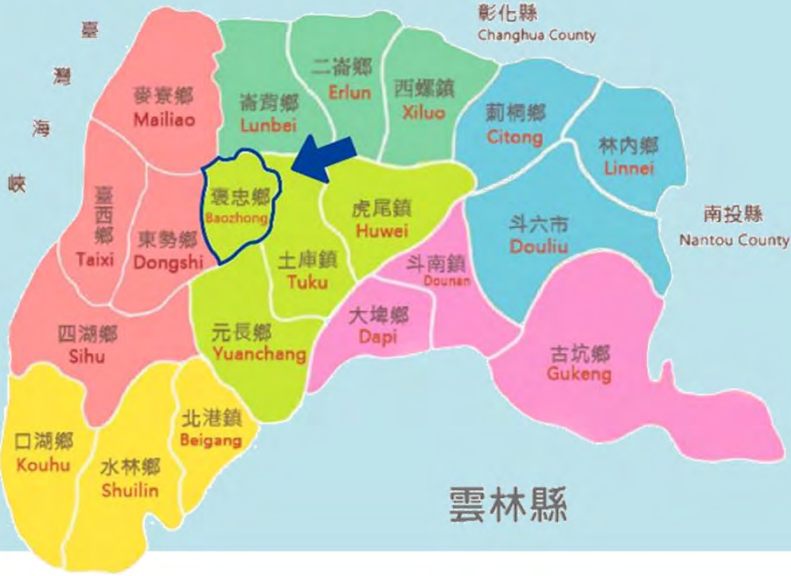 彰化縣
Changhua County
臺灣海峽
二崙鄉
Erlun
西螺鎮
Xiluo
麥寮鄉
Mailiao
崙背鄉
Lunbei
莿桐鄉
Citong
林內鄉
Linnei
褒忠鄉
Baozhong
臺西鄉
Taixi
東勢鄉
Dongshi
虎尾鎮
Huwei
斗六市
Douliu
南投縣
Nantou County
土庫鎮
Tuku
斗南鎮
Dounan
四湖鄉
Sihu
元長鄉
Yuanchang
大埤鄉
Dapi
古坑鄉
Gukeng
北港鎮
Beigang
口湖鄉
Kouhu
水林鄉
Shuilin
雲林縣